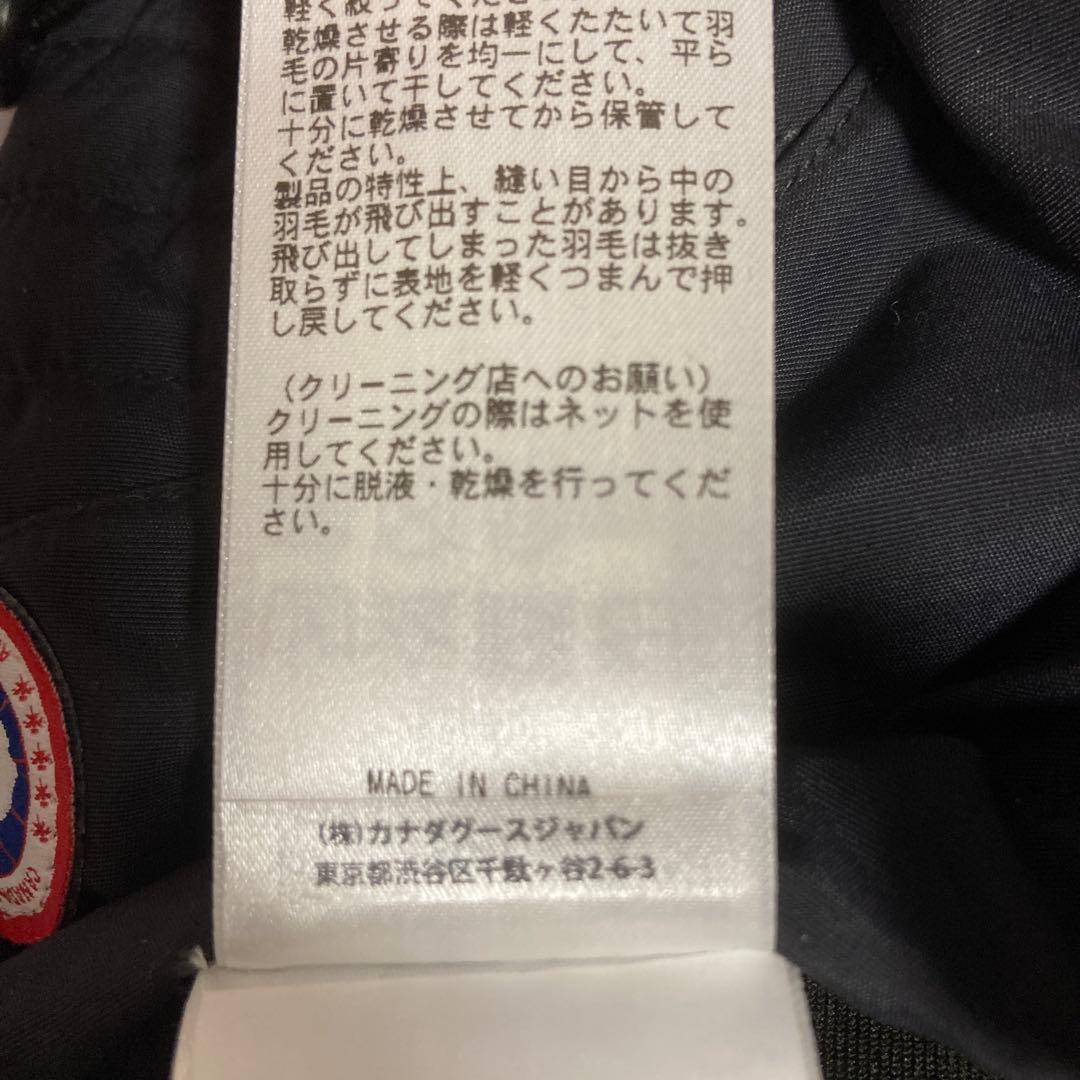 乾燥させる際は軽くたたいて羽
毛の片寄りを均一にして、平ら
に置いて干してください。
十分に乾燥させてから保管して
ください。
製品の特性上、縫い目から中の
羽毛が飛び出すことがあります。
飛び出してしまった羽毛は抜き
取らずに表地を軽くつまんで押
し戻してください。
(クリーニング店へのお願い)
クリーニングの際はネットを使
用してください。
十分に脱液・乾燥を行ってくだ
さい。
MADE IN CHINA
(株)カナダグースジャパン
東京都渋谷区千駄ヶ谷2-6-3
CANADA